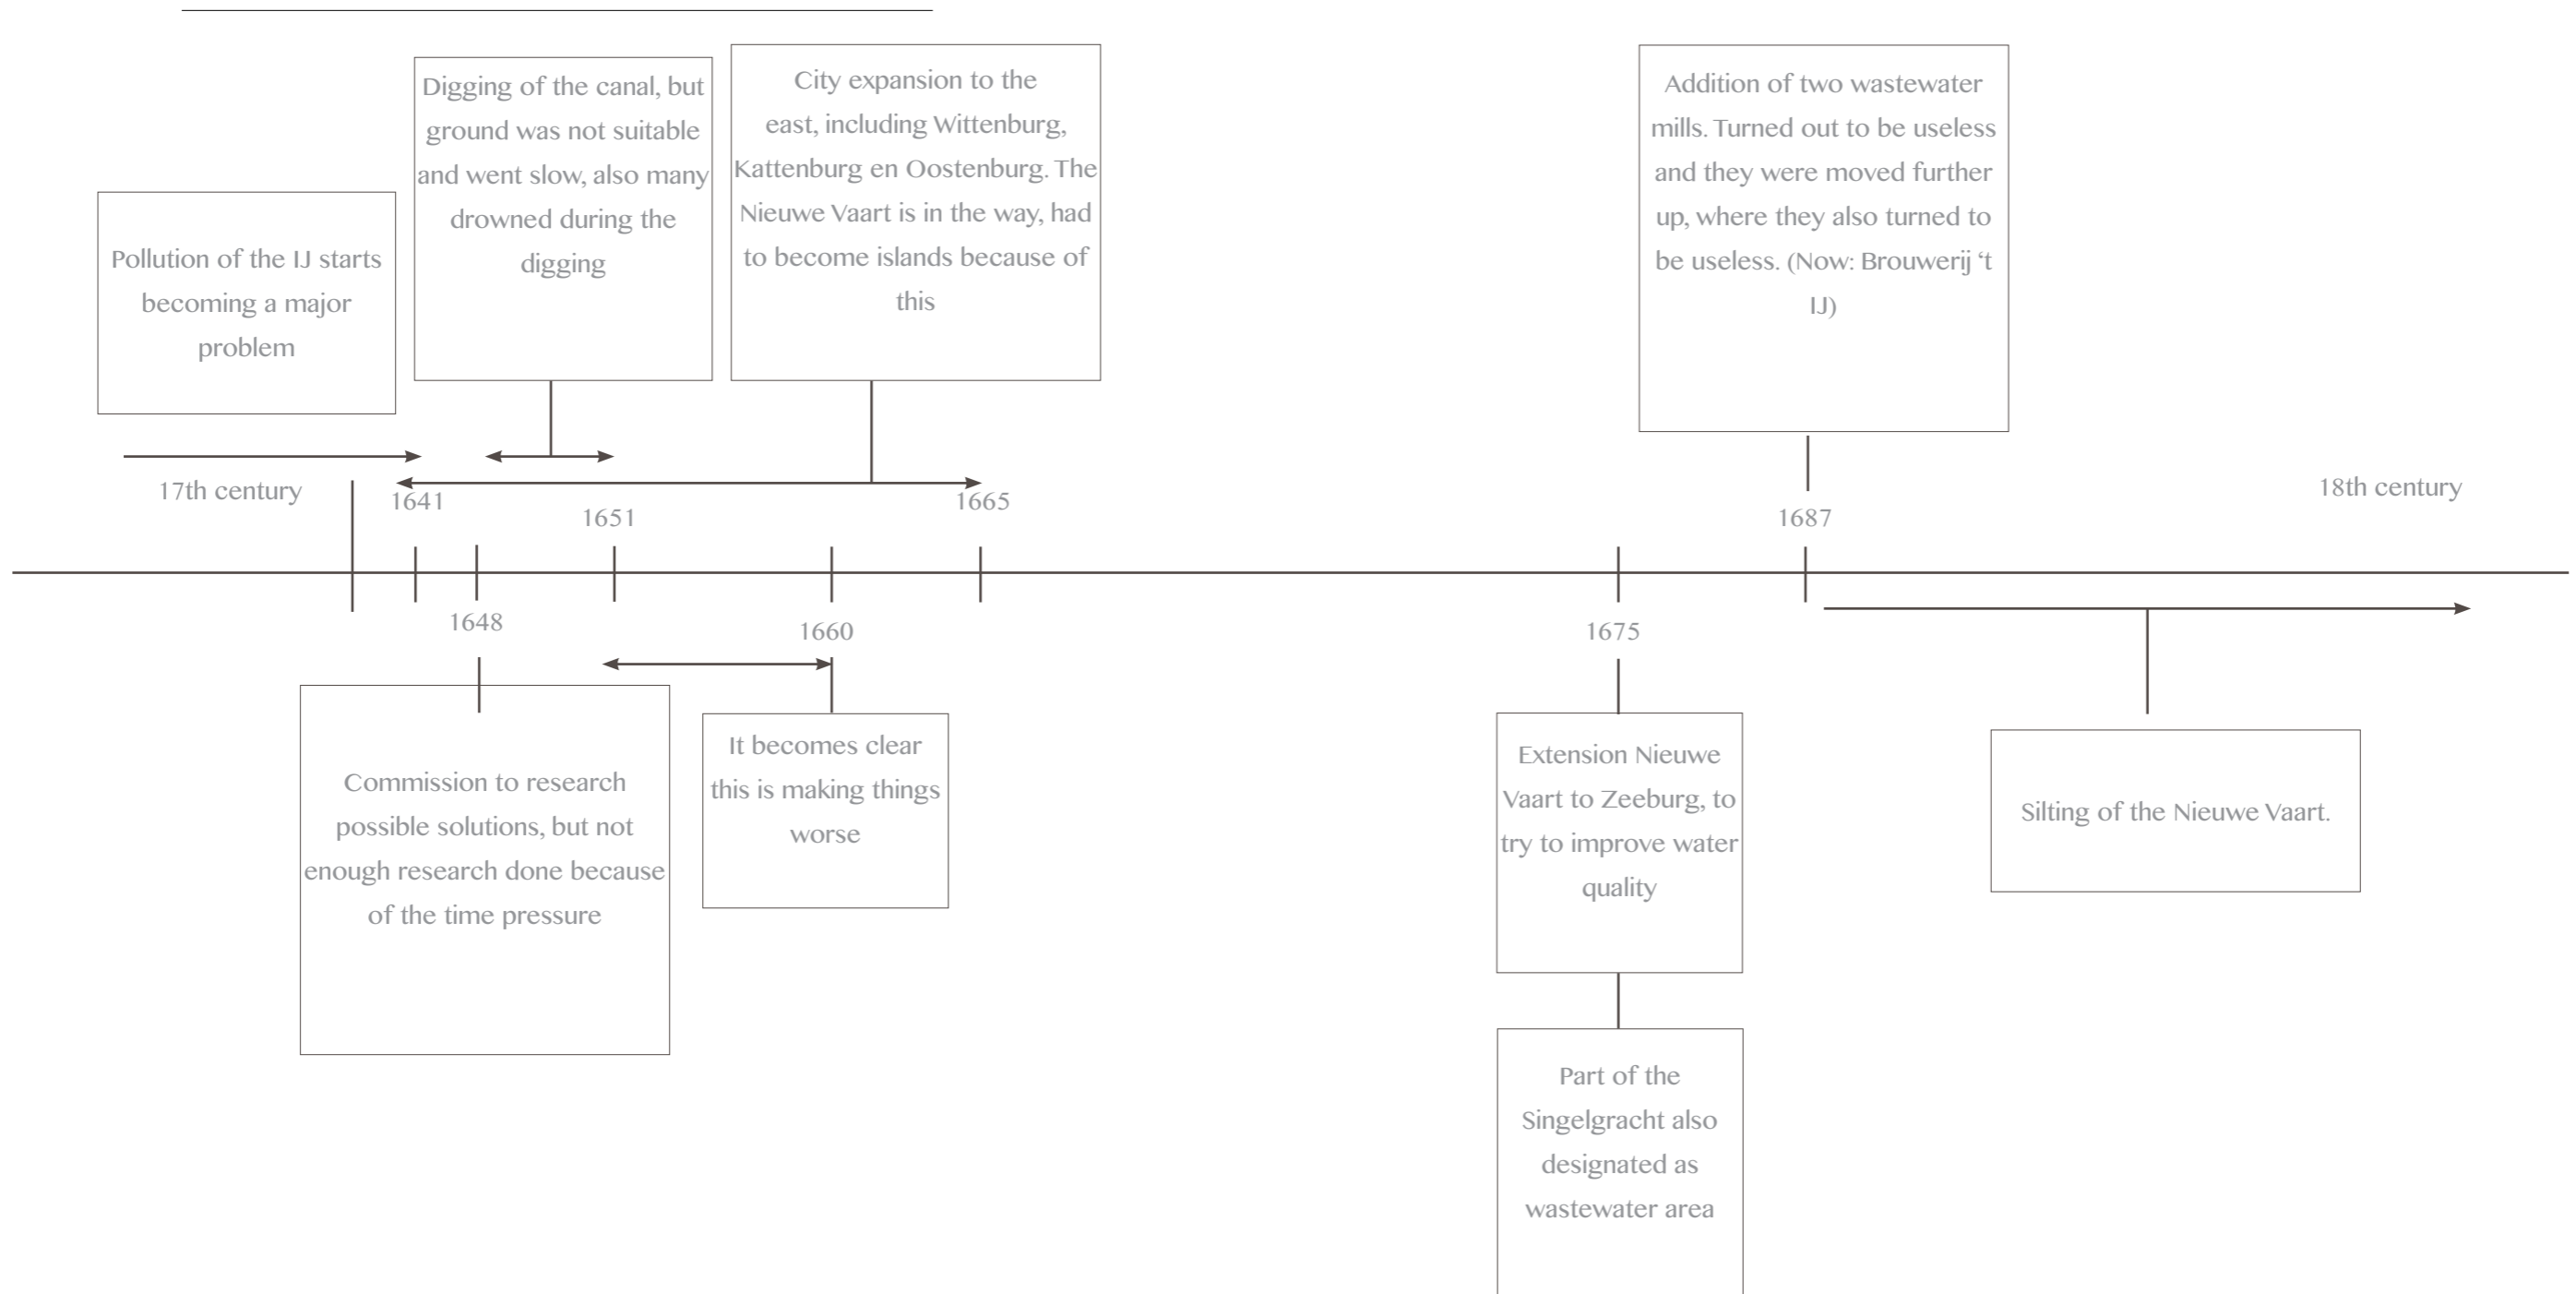 Pollution of the IJ starts
becoming a major
problem
Digging of the canal, but
ground was not suitable
and went slow, also many
drowned during the
digging
City expansion to the
east, including Wittenburg,
Kattenburg en Oostenburg. The
Nieuwe Vaart is in the way, had
to become islands because of
this
Addition of two wastewater
mills. Turned out to be useless
and they were moved further
up, where they also turned to
be useless. (Now: Brouwerij ‘t
IJ)
17th century
1641
1651
1665
1687
18th century
1648
1660
1675
Commission to research
possible solutions, but not
enough research done because
of the time pressure
It becomes clear
this is making things
worse
Extension Nieuwe
Vaart to Zeeburg, to
try to improve water
quality
Silting of the Nieuwe Vaart.
Part of the
Singelgracht also
designated as
wastewater area